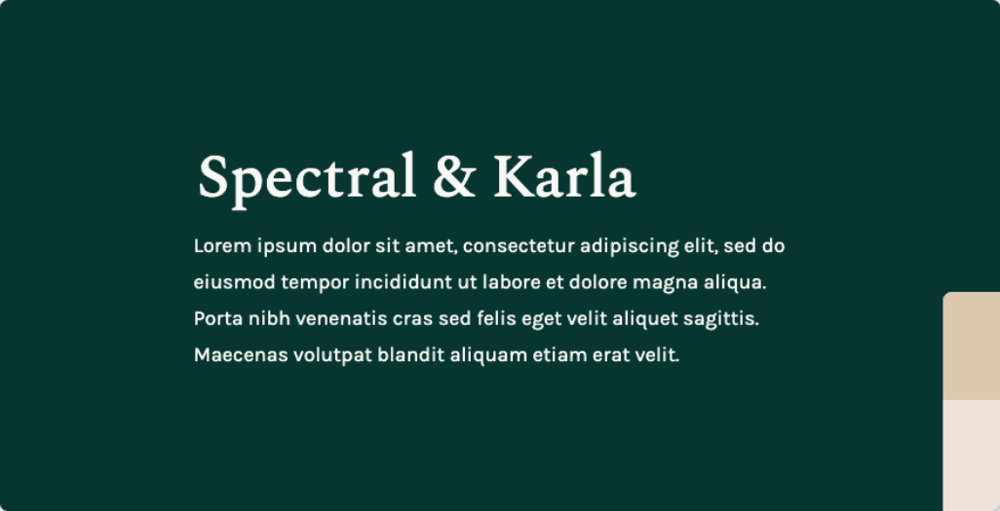 Spectral & Karla
Lorem ipsum dolor sit amet, consectetur adipiscing elit, sed do
eiusmod tempor incididunt ut labore et dolore magna aliqua.
Porta nibh venenatis cras sed felis eget velit aliquet sagittis.
Maecenas volutpat blandit aliquam etiam erat velit.